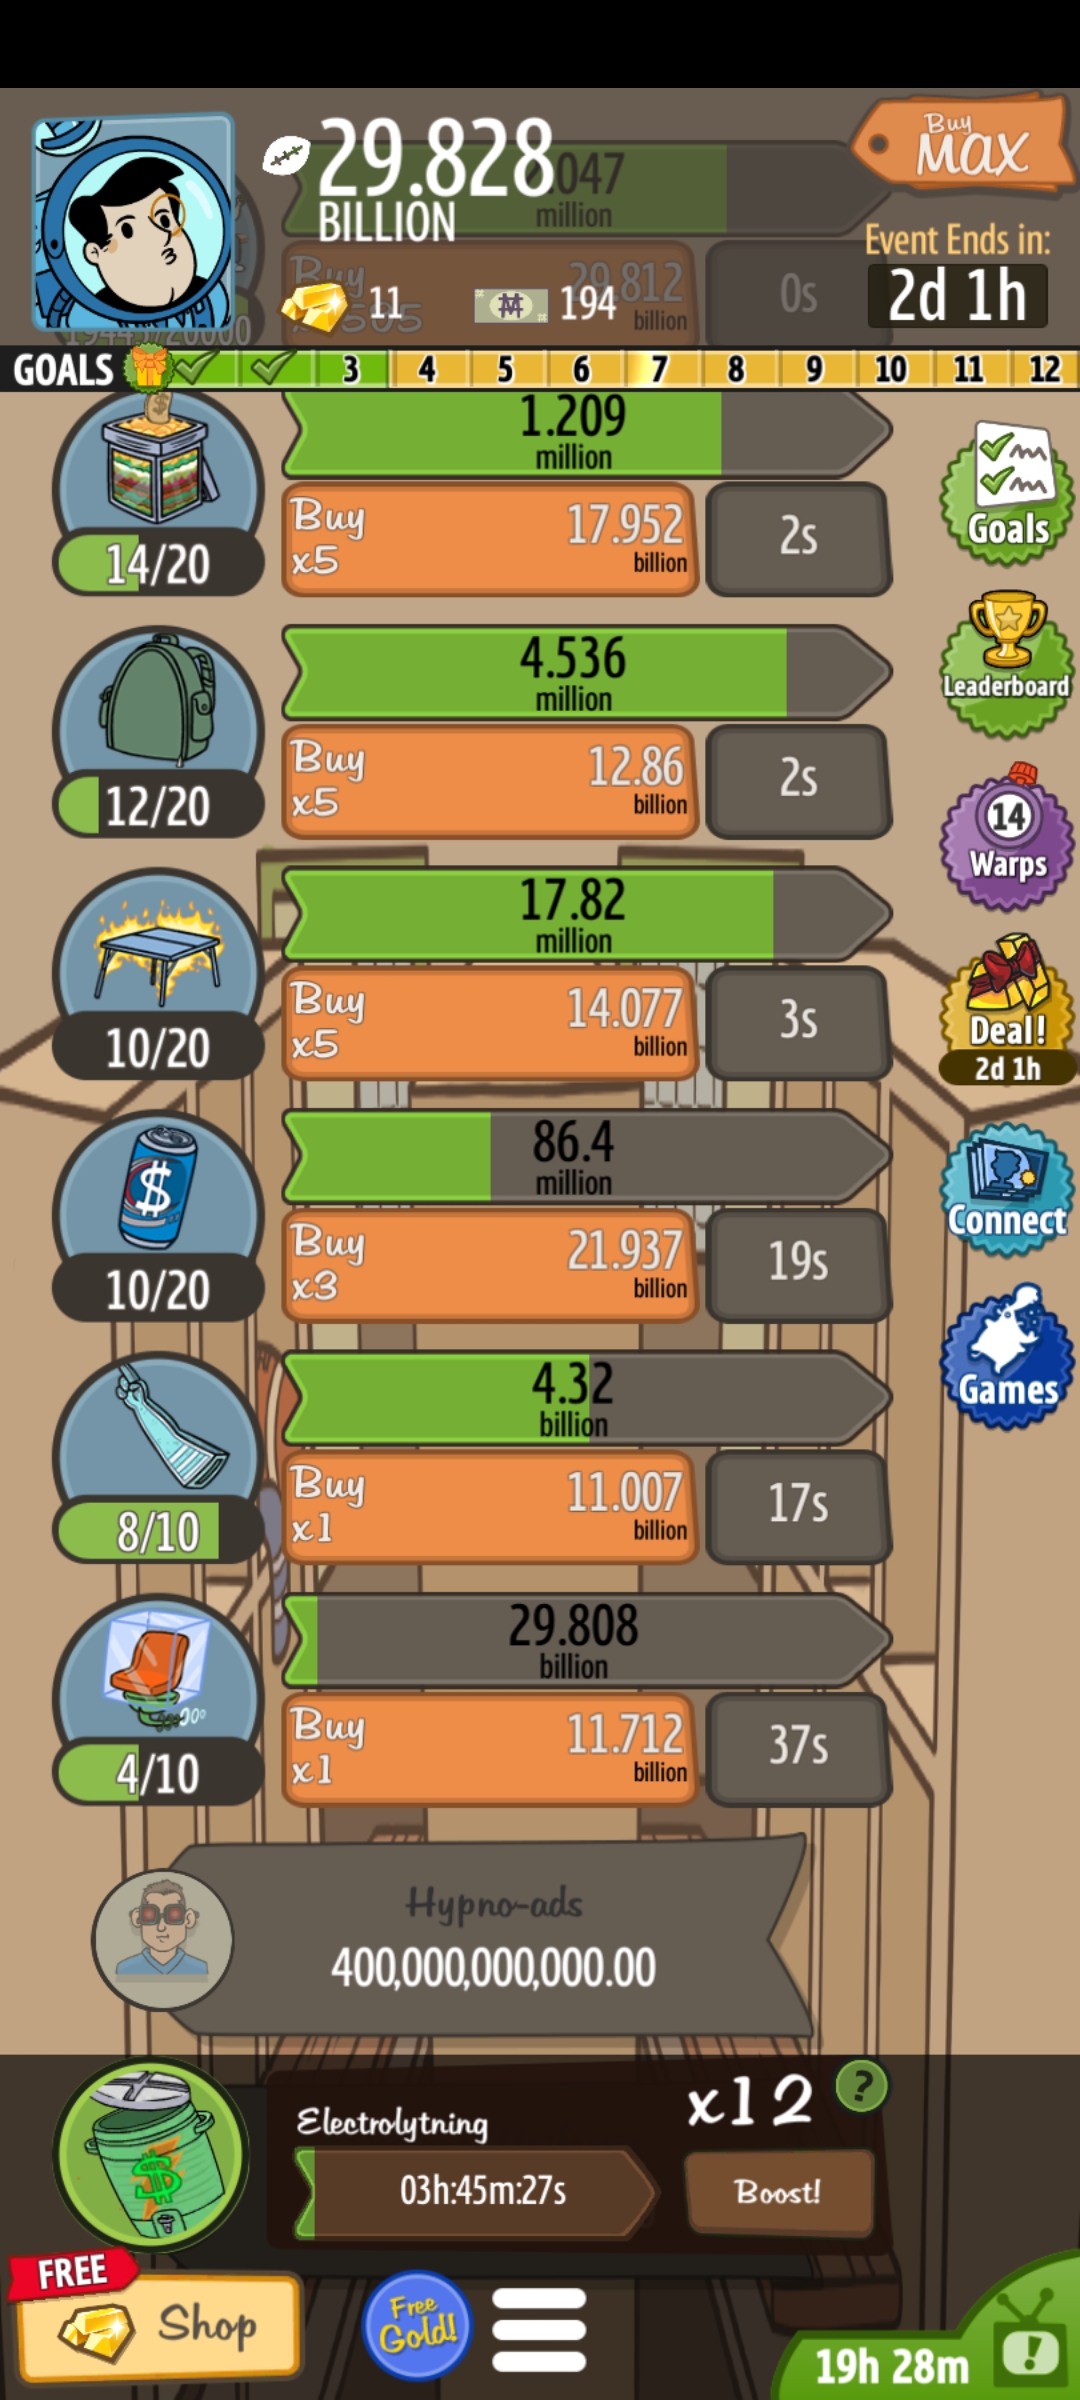 29.828
BILLION
.047
million
Buy
MAX
Event Ends in:
2d 1h
11
194
Buy
29.812
billion
0s
GOALS
3
4
5
6
7
8
9
10
11
12
1.209
million
14/20
Buy
x5
17.952
billion
2s
Goals
4.536
million
12/20
Buy
x5
12.86
billion
2s
Leaderboard
14
Warps
17.82
million
10/20
Buy
x5
14.077
billion
3s
Deal!
2d 1h
86.4
million
$
10/20
Buy
x3
21.937
billion
19s
Connect
4.32
billion
8/10
Buy
x1
11.007
billion
17s
Games
29.808
billion
4/10
Buy
x1
11.712
billion
37s
Hypno-ads
400,000,000,000.00
Electrolytning
03h:45m:27s
x12
?
Boost!
$
FREE
Shop
Free
Gold!
19h 28m
!